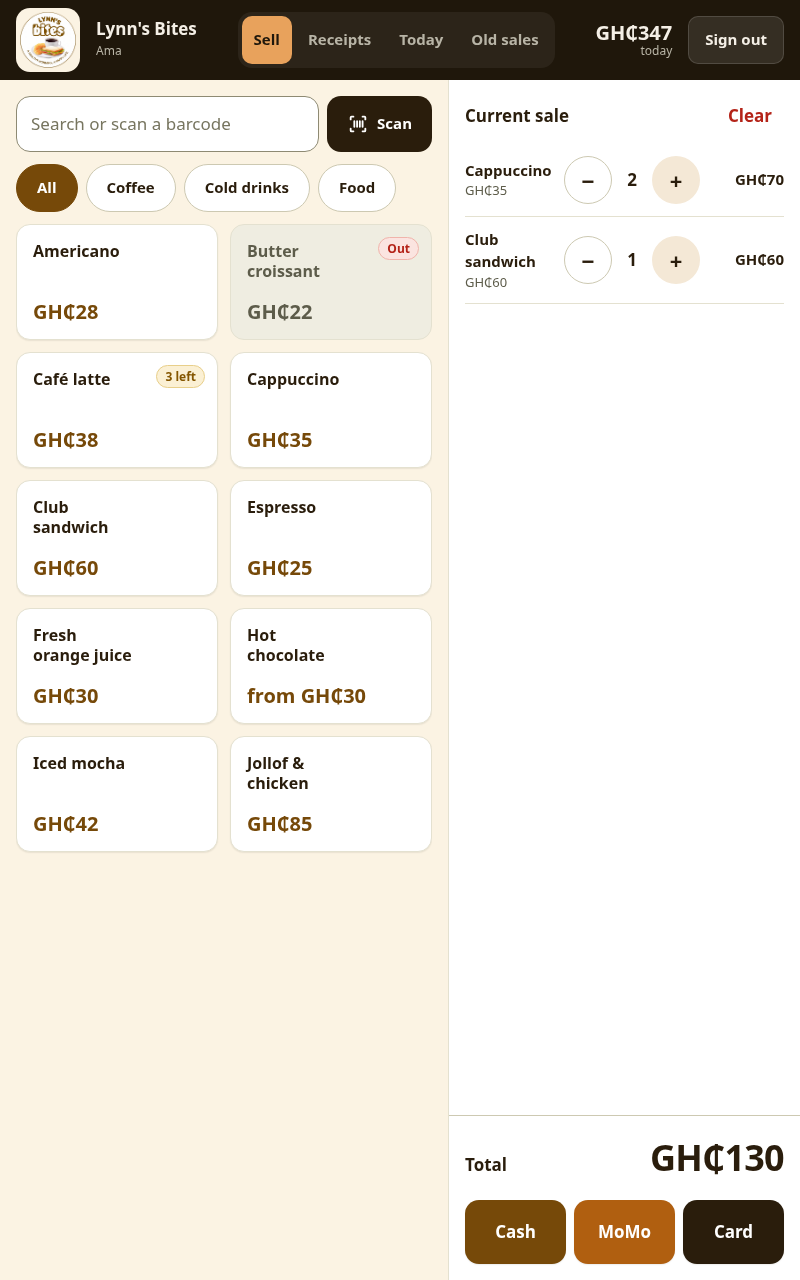 LYNN'S
bites
Lynn's Bites
Ama
Sell
Receipts
Today
Old sales
GH₵347
today
Sign out
Search or scan a barcode
Scan
All
Coffee
Cold drinks
Food
Americano
GH₵28
Butter
croissant
Out
GH₵22
Café latte
3 left
GH₵38
Cappuccino
GH₵35
Club
sandwich
GH₵60
Espresso
GH₵25
Fresh
orange juice
GH₵30
Hot
chocolate
from GH₵30
Iced mocha
GH₵42
Jollof &
chicken
GH₵85
Current sale
Clear
Cappuccino
GH₵35
−
2
+
GH₵70
Club
sandwich
GH₵60
−
1
+
GH₵60
Total
GH₵130
Cash
MoMo
Card